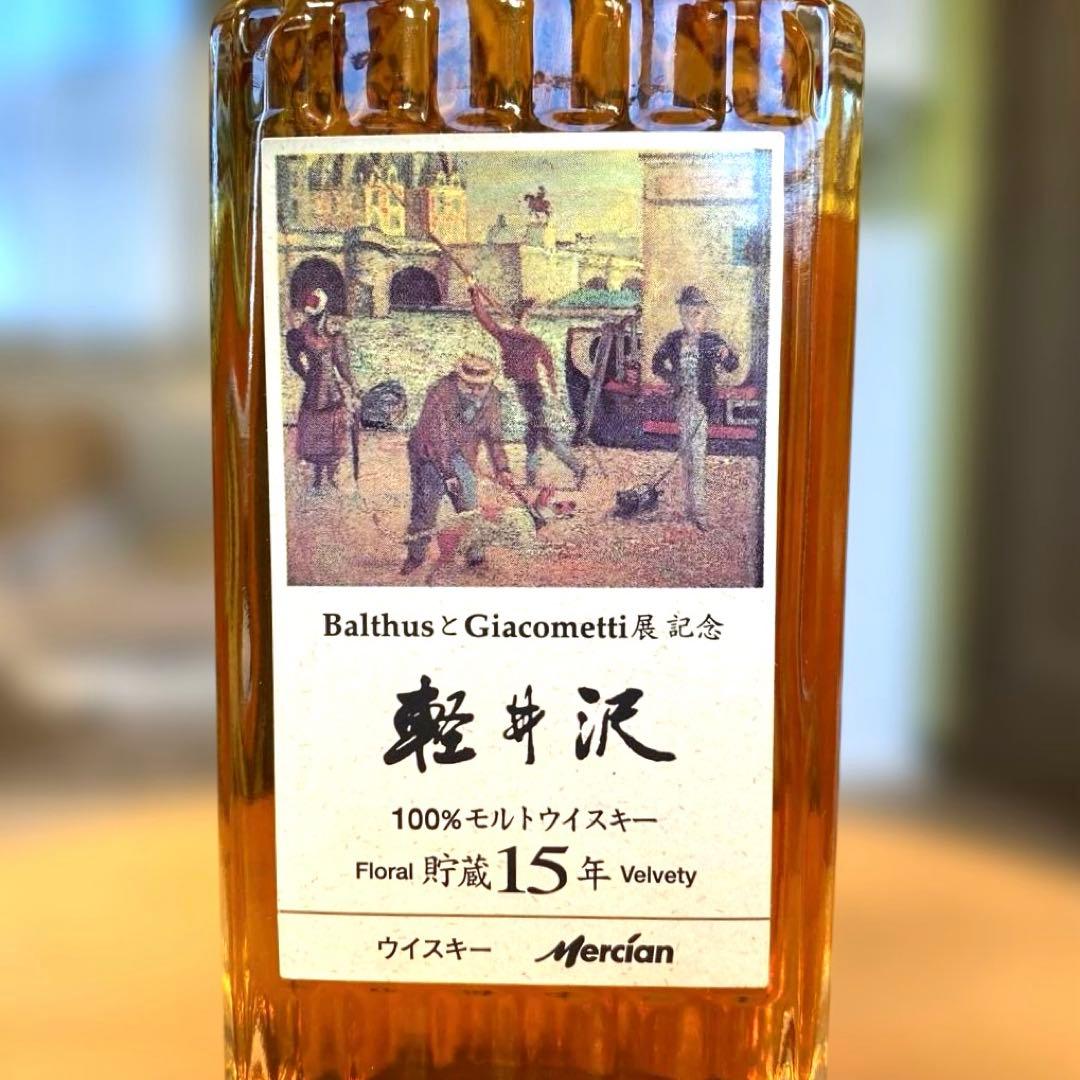 BalthusとGiacometti展 記念
軽井沢
100%モルトウイスキー
Floral 貯蔵15年 Velvety
ウイスキー Mercian